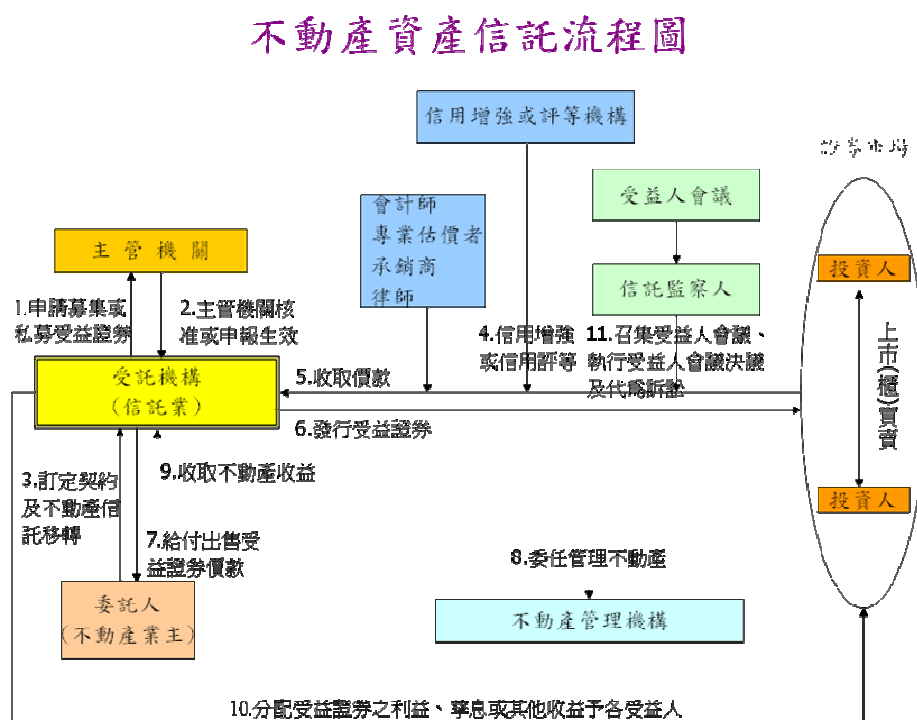 不動產資產信託流程圖
信用增強或評等機構
證券市場
會計師
專業估價者
承銷商
律師
受益人會議
主管機關
投資人
信託監察人
1.申請募集或
私募受益證券
2.主管機關核
准或申報生效
4.信用增強
或信用評等
11.召集受益人會議、
執行受益人會議決議
及代為訴訟
上市(櫃)買賣
受託機構
(信託業)
5.收取價款
6.發行受益證券
3.訂定契約
及不動產信
託移轉
9.收取不動產收益
投資人
7.給付出售受
益證券價款
8.委任管理不動產
委託人
(不動產業主)
不動產管理機構
10.分配受益證券之利益、孳息或其他收益予各受益人